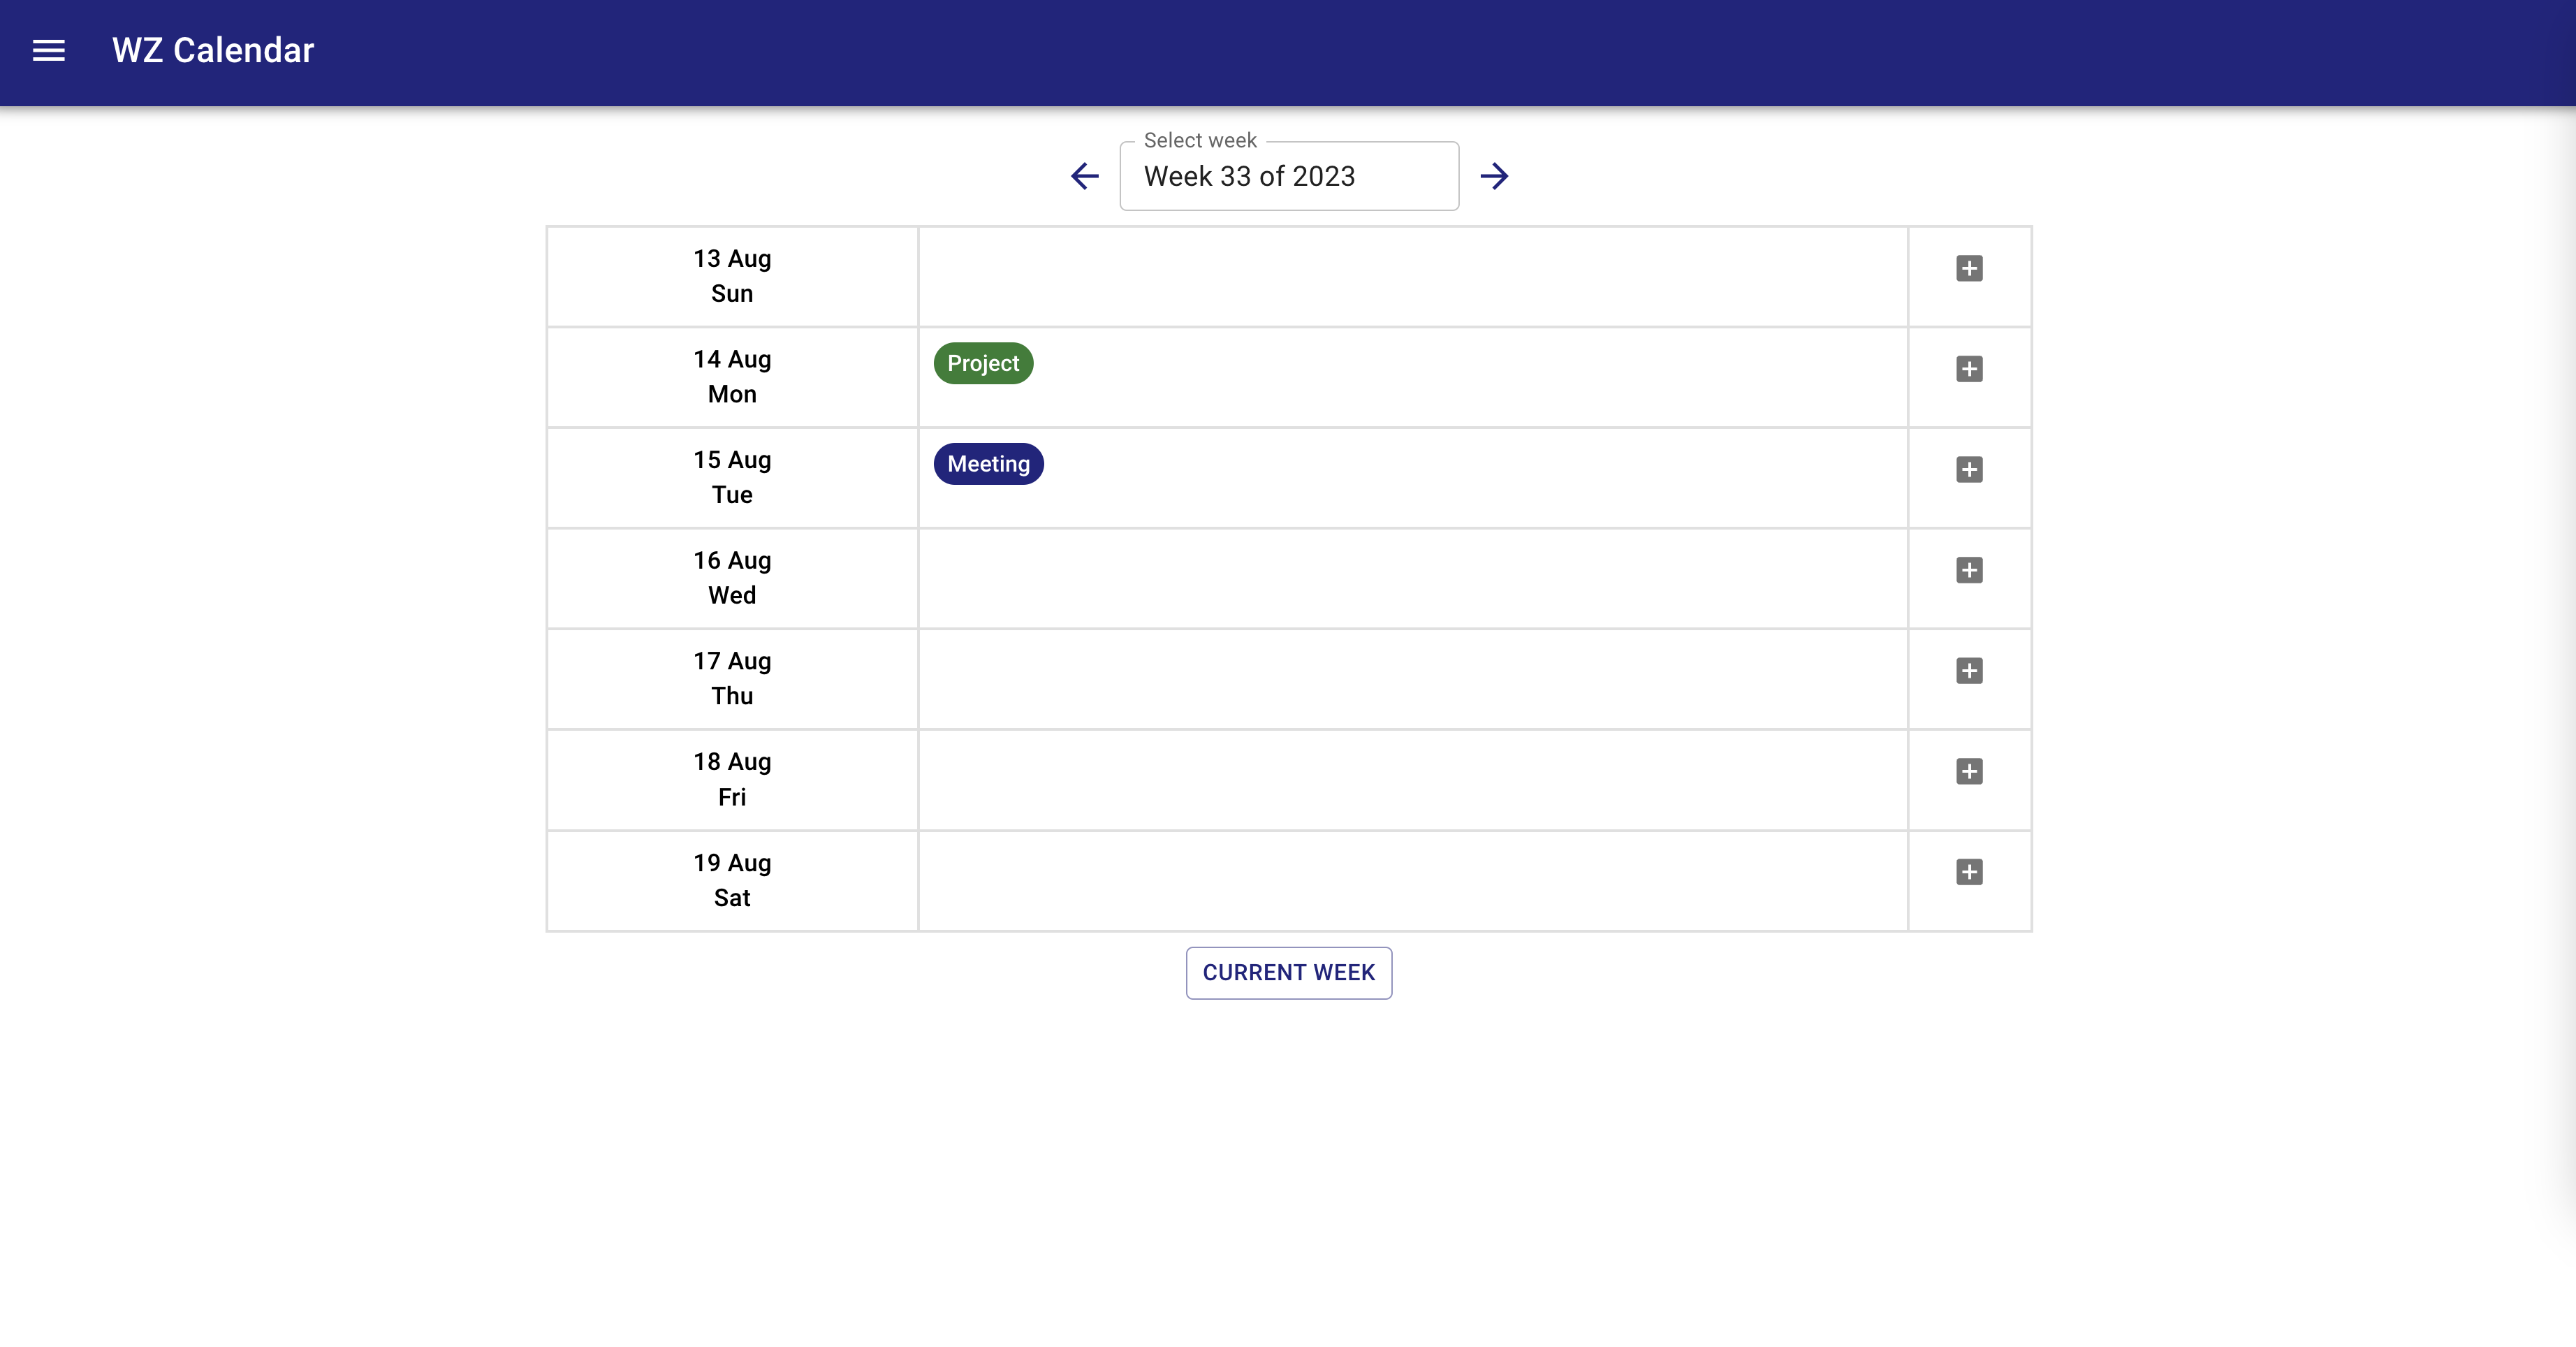 WZ Calendar
Select week
Week 33 of 2023
13 Aug
Sun
14 Aug
Mon
Project
15 Aug
Tue
Meeting
16 Aug
Wed
17 Aug
Thu
18 Aug
Fri
19 Aug
Sat
CURRENT WEEK